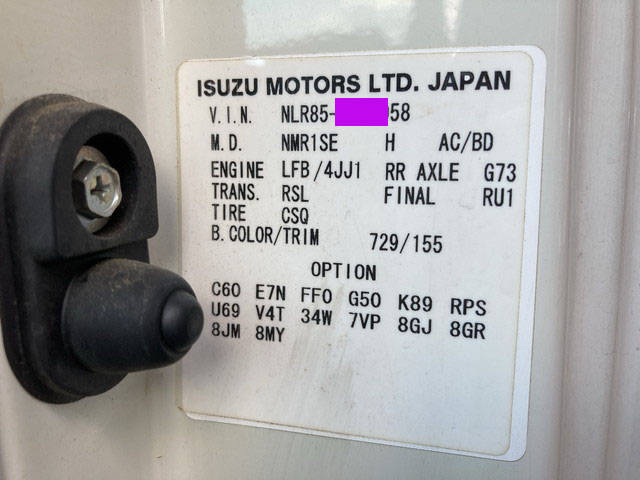 ISUZU MOTORS LTD. JAPAN
V.I.N. NLR85- 58
M.D. NMR1SE H AC/BD
ENGINE LFB/4JJ1 RR AXLE G73
TRANS. RSL FINAL RU1
TIRE CSQ
B.COLOR/TRIM 729/155
OPTION
C60 E7N FF0 G50 K89 RPS
U69 V4T 34W 7VP 8GJ 8GR
8JM 8MY